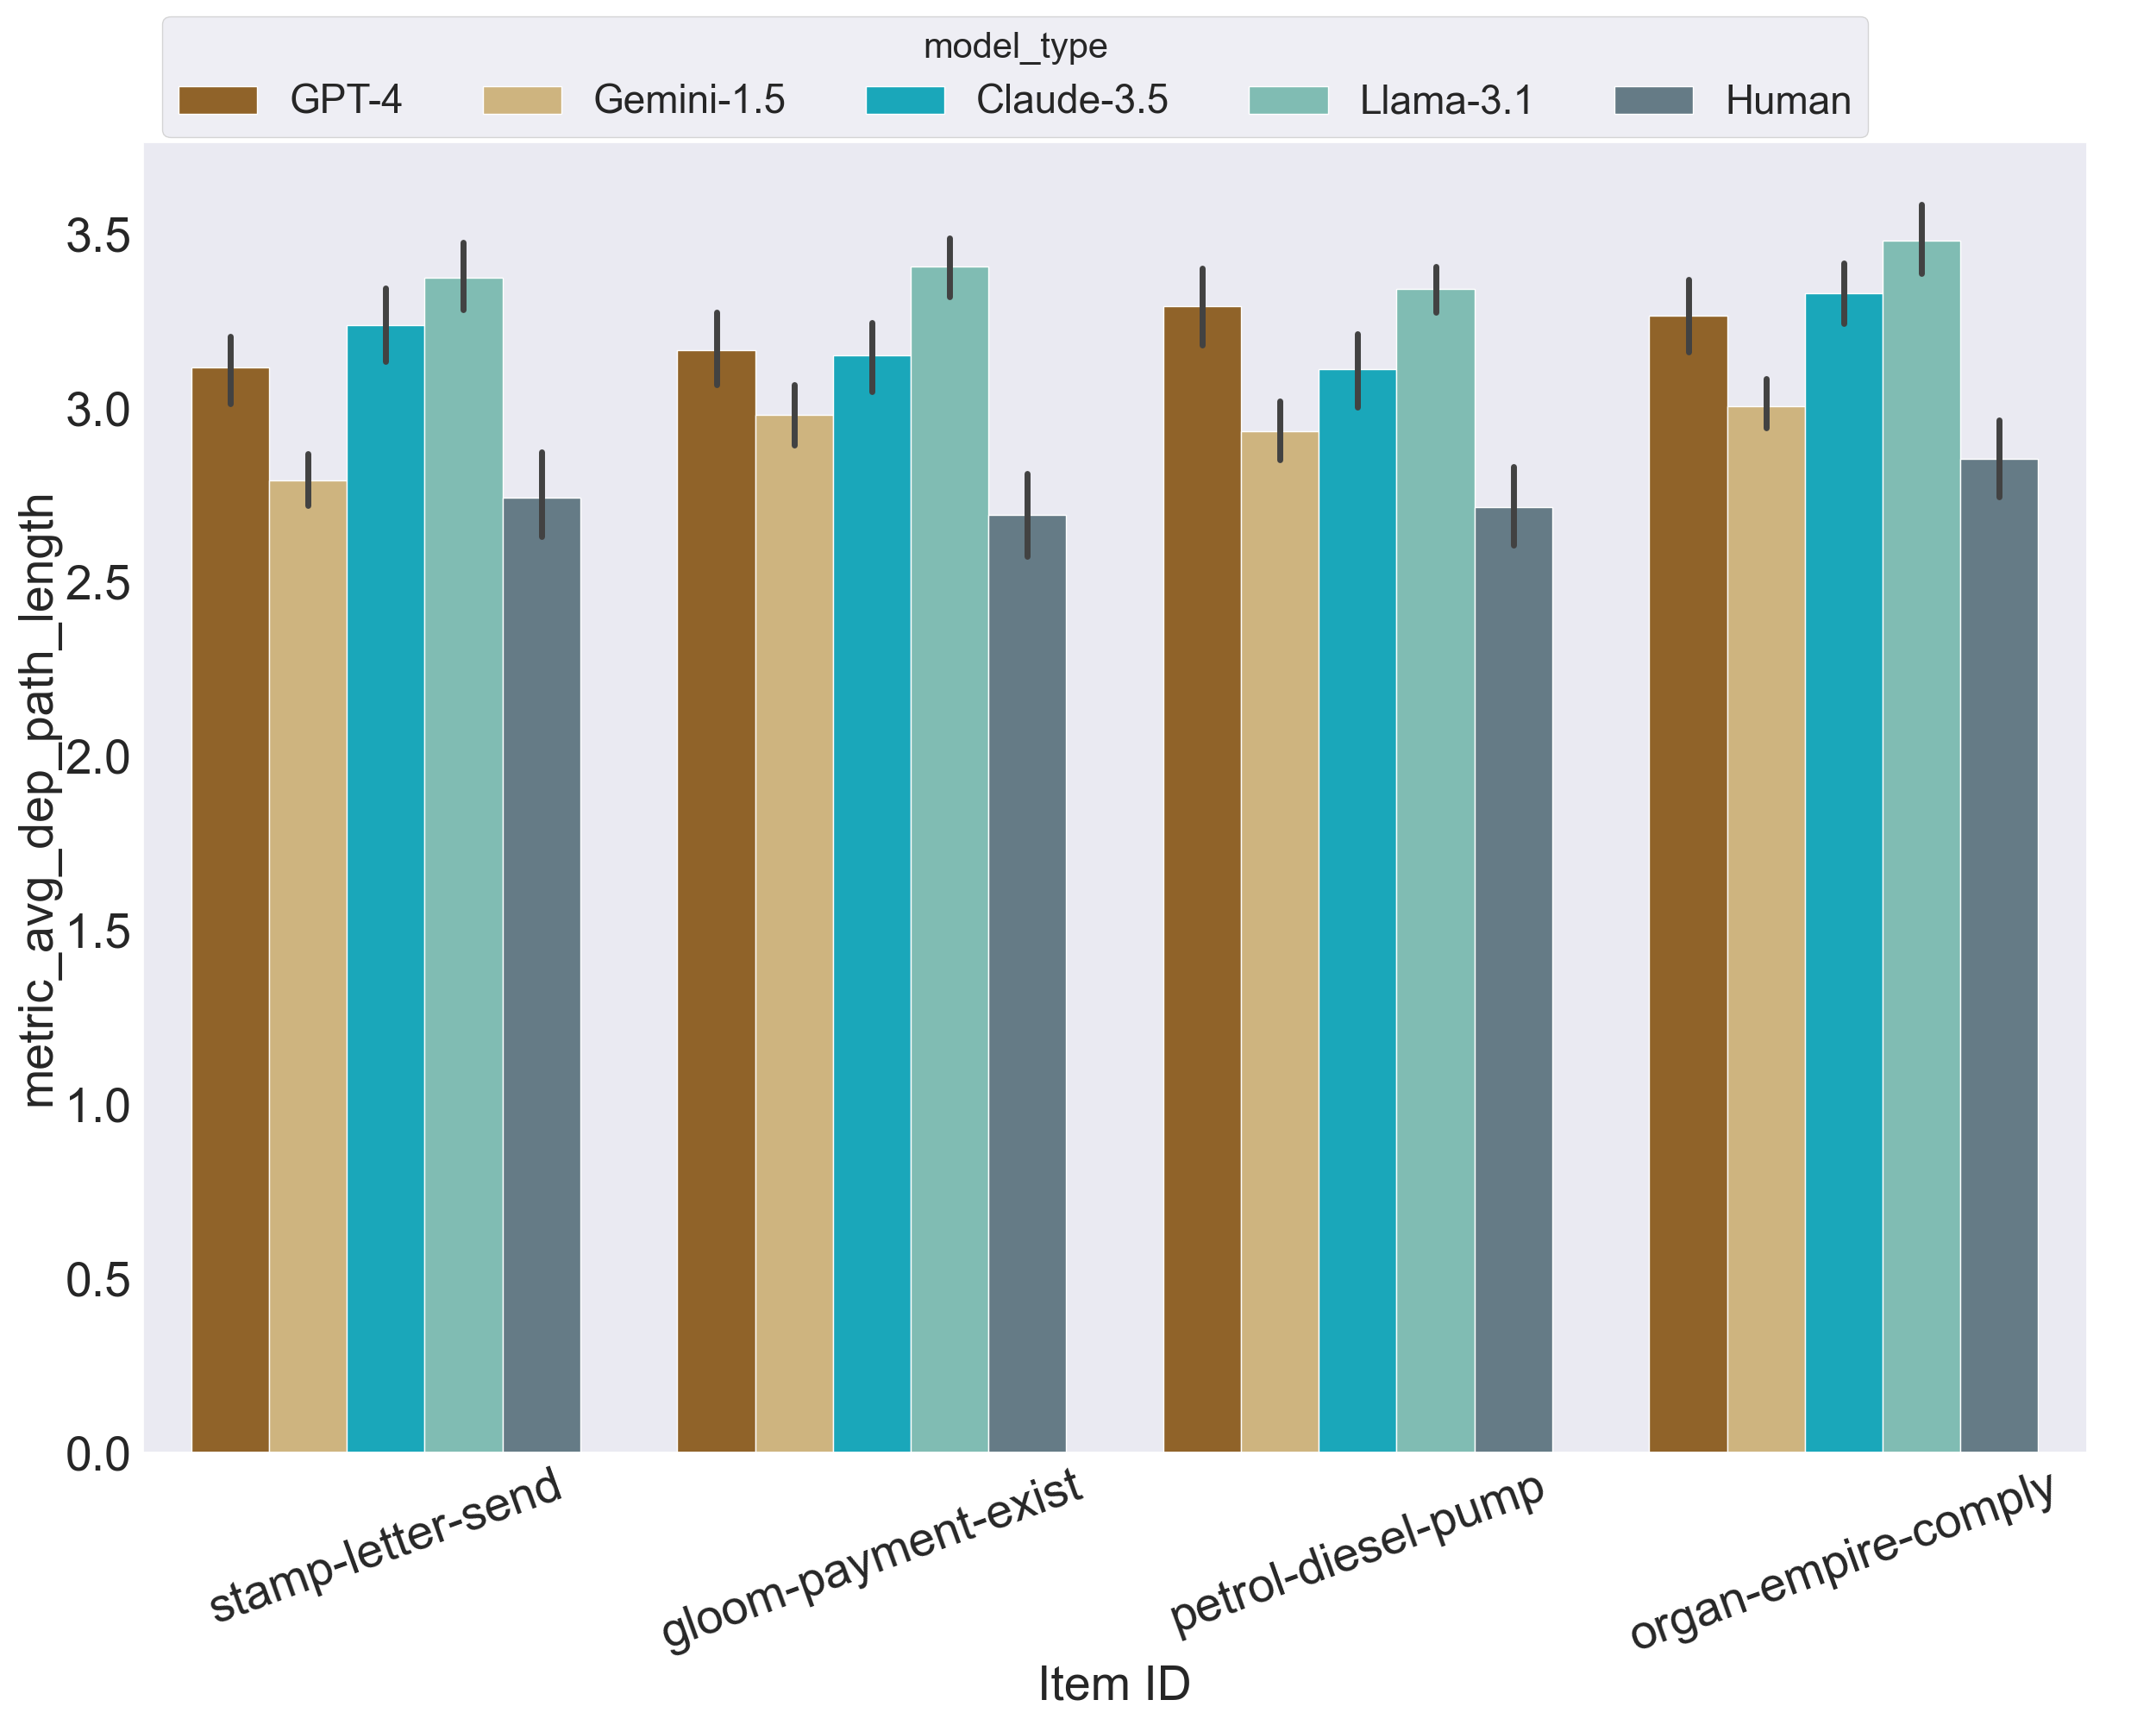 model_type
GPT-4 Gemini-1.5 Claude-3.5 Llama-3.1 Human
metric_avg_dep_path_length
3.5
3.0
2.5
2.0
1.5
1.0
0.5
0.0
stamp-letter-send
gloom-payment-exist
petrol-diesel-pump
organ-empire-comply
Item ID